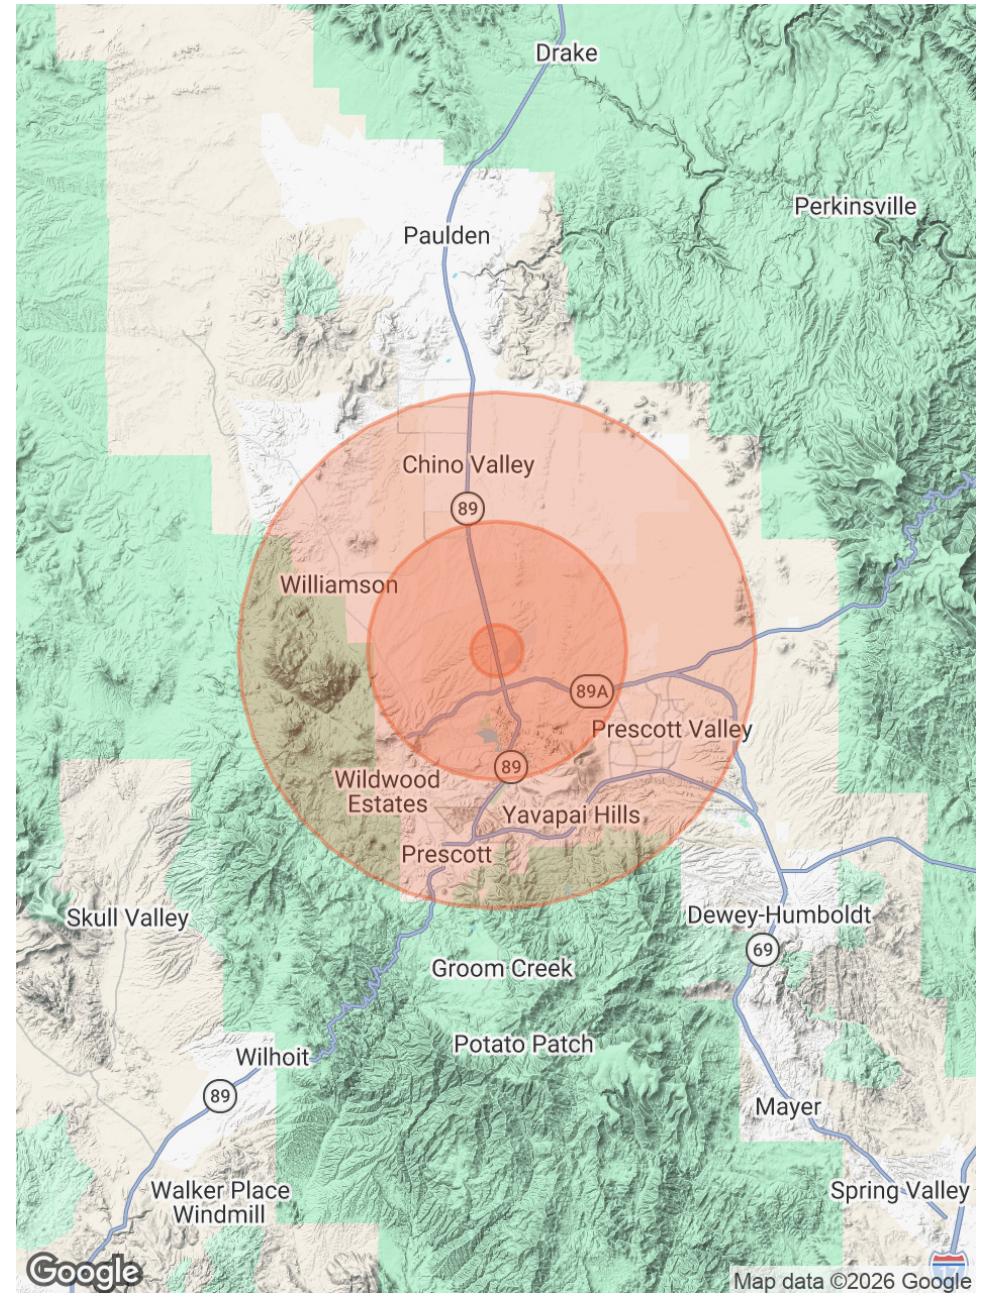 Drake
Perkinsville
Paulden
Chino Valley
89
Williamson
89A
Prescott Valley
89
Wildwood
Estates
Yavapai Hills
Prescott
Skull Valley
Dewey-Humboldt
69
Groom Creek
Potato Patch
Wilhoit
89
Mayer
Walker Place
Windmill
Spring Valley
17
Google
Map data ©2026 Google